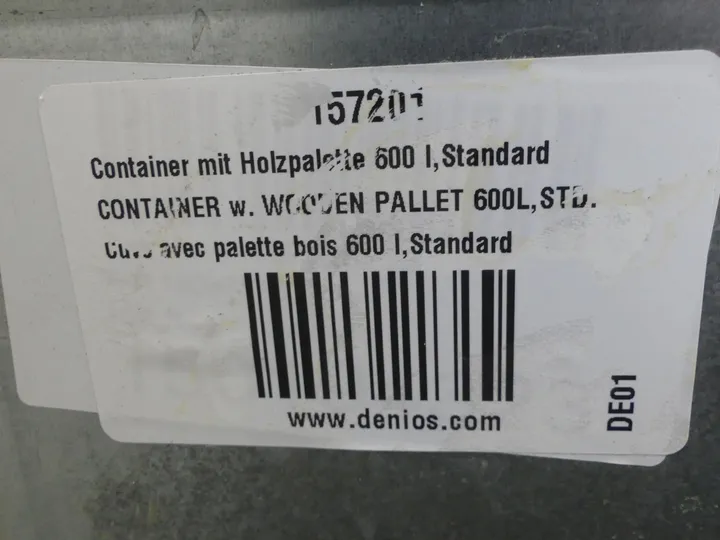 157201
Container mit Holzpalette 600 l,Standard
CONTAINER w. WOODEN PALLET 600L,STD.
Cuve avec palette bois 600 l,Standard
www.denios.com
DE01